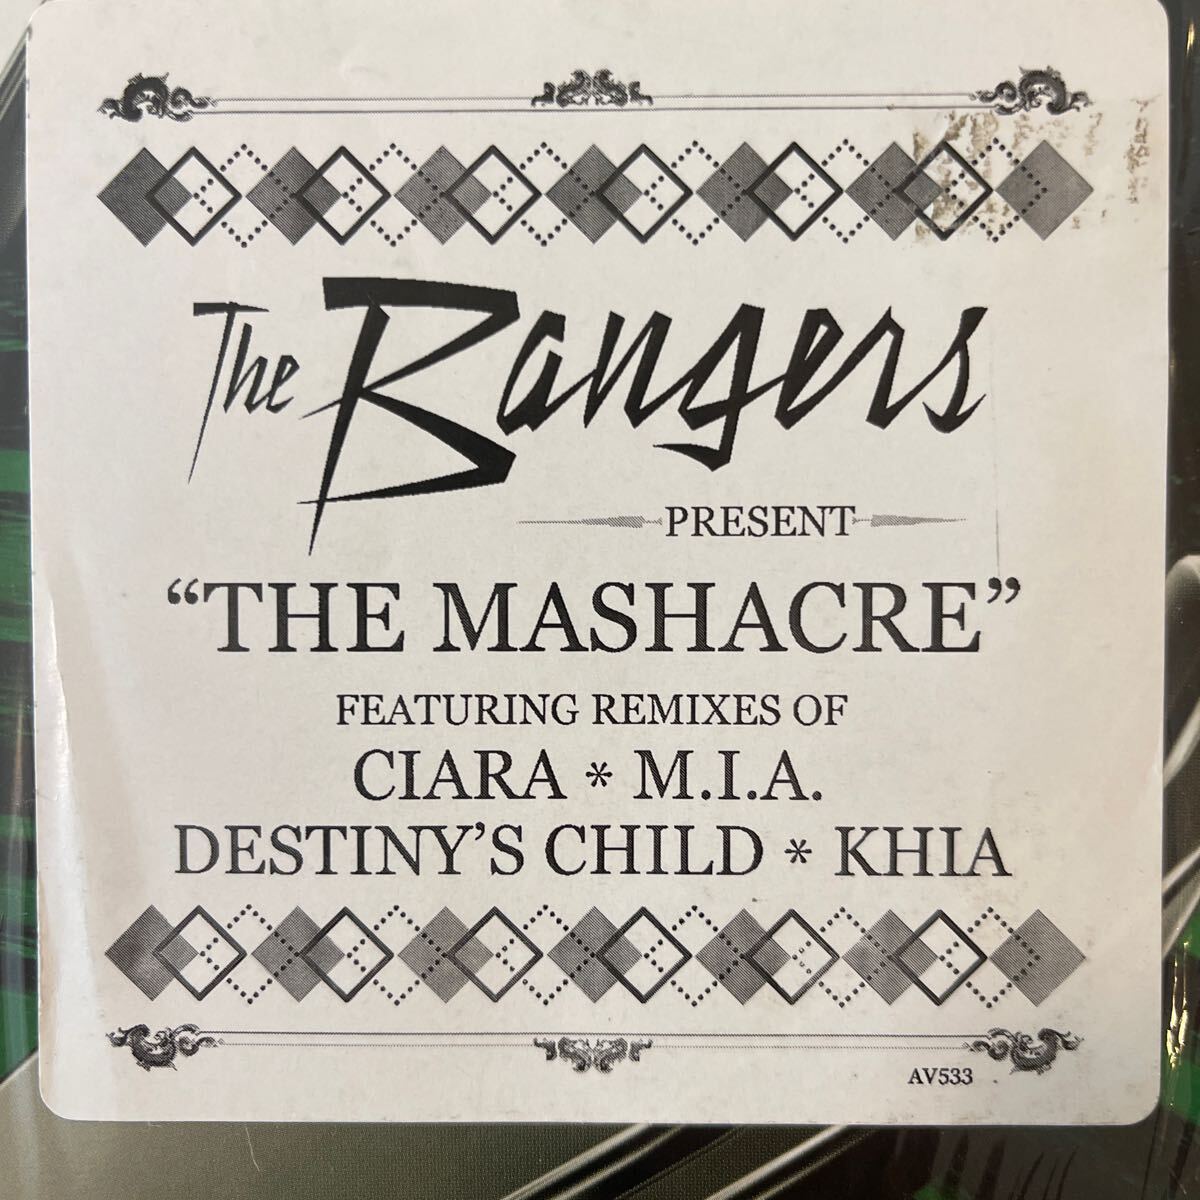 The Bangers
PRESENT
“THE MASHACRE”
FEATURING REMIXES OF
CIARA * M.I.A.
DESTINY’S CHILD * KHIA
AV533